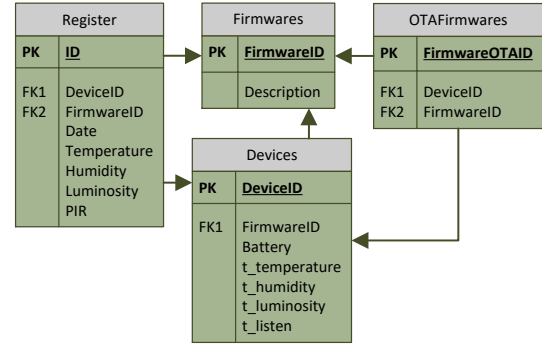 Register
PK ID
FK1 DeviceID
FK2 FirmwareID
Date
Temperature
Humidity
Luminosity
PIR
Firmwares
PK FirmwareID
Description
OTAFirmwares
PK FirmwareOTAID
FK1 DeviceID
FK2 FirmwareID
Devices
PK DeviceID
FK1 FirmwareID
Battery
t_temperature
t_humidity
t_luminosity
t_listen